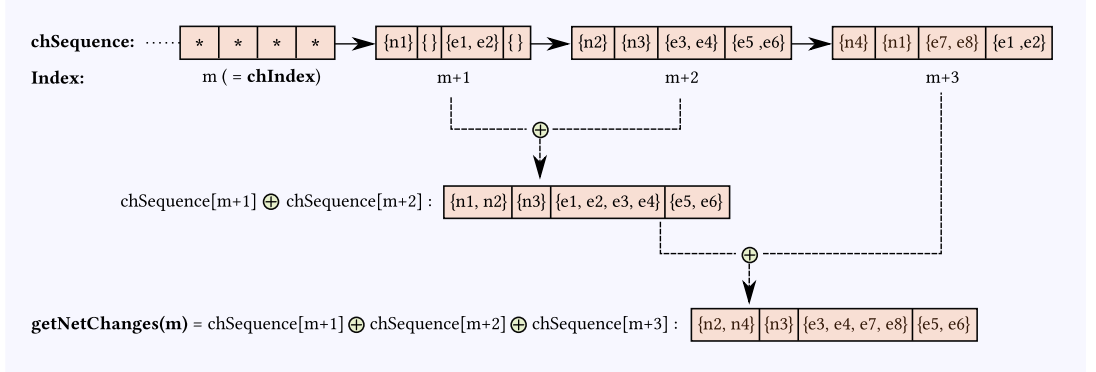 chSequence: ...... * * * * {n1} { } {e1, e2} { } {n2} {n3} {e3, e4} {e5 ,e6} {n4} {n1} {e7, e8} {e1 ,e2}
Index: m ( = chIndex) m+1 m+2 m+3
⊕
chSequence[m+1] ⊕ chSequence[m+2] : {n1, n2} {n3} {e1, e2, e3, e4} {e5, e6}
⊕
getNetChanges(m) = chSequence[m+1] ⊕ chSequence[m+2] ⊕ chSequence[m+3] : {n2, n4} {n3} {e3, e4, e7, e8} {e5, e6}